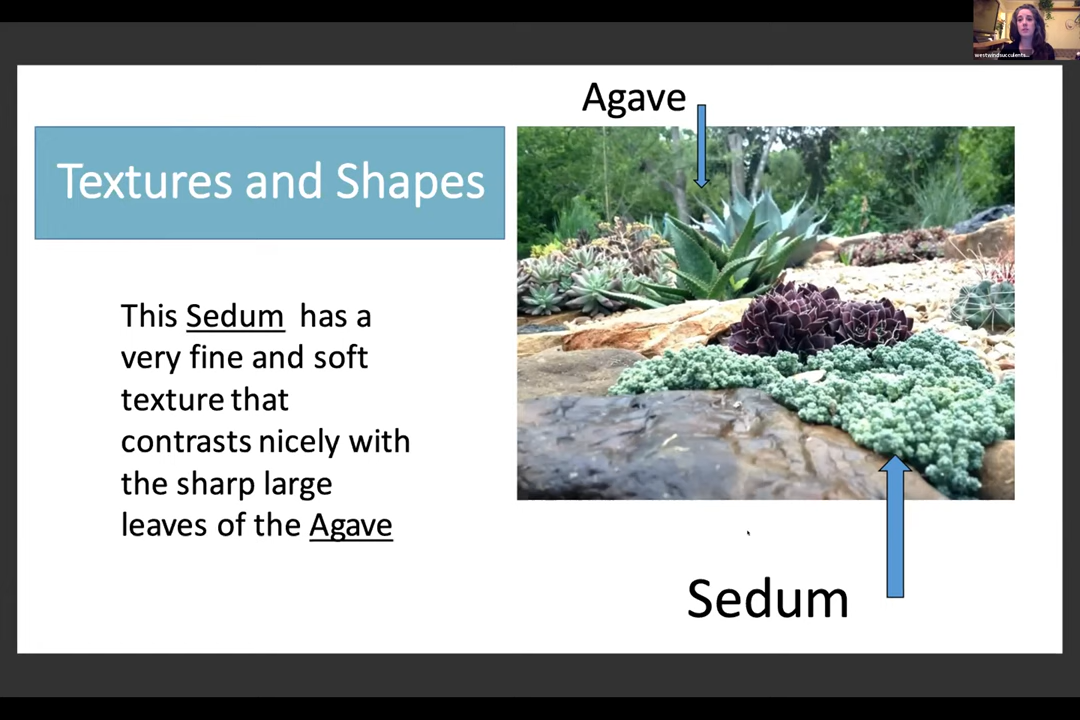 westwindsucculents...
Agave
Textures and Shapes
This Sedum has a
very fine and soft
texture that
contrasts nicely with
the sharp large
leaves of the Agave
Sedum